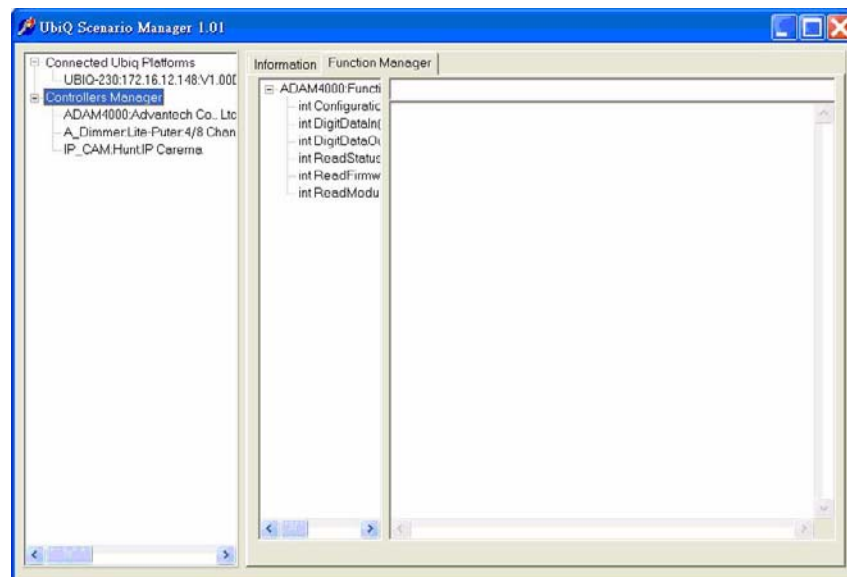 UbiQ Scenario Manager 1.01
Connected Ubiq Platforms
UBIQ-230:172.16.12.148:V1.00
Controllers Manager
ADAM4000:Advantech Co., Ltc
A_Dimmer:Lite-Puter:4/8 Chan
IP_CAM:Hunt:IP Carema
Information
Function Manager
ADAM4000:Functi
int Configuratic
int DigitDataIn(
int DigitDataOu
int ReadStatus
int ReadFirmw
int ReadModu